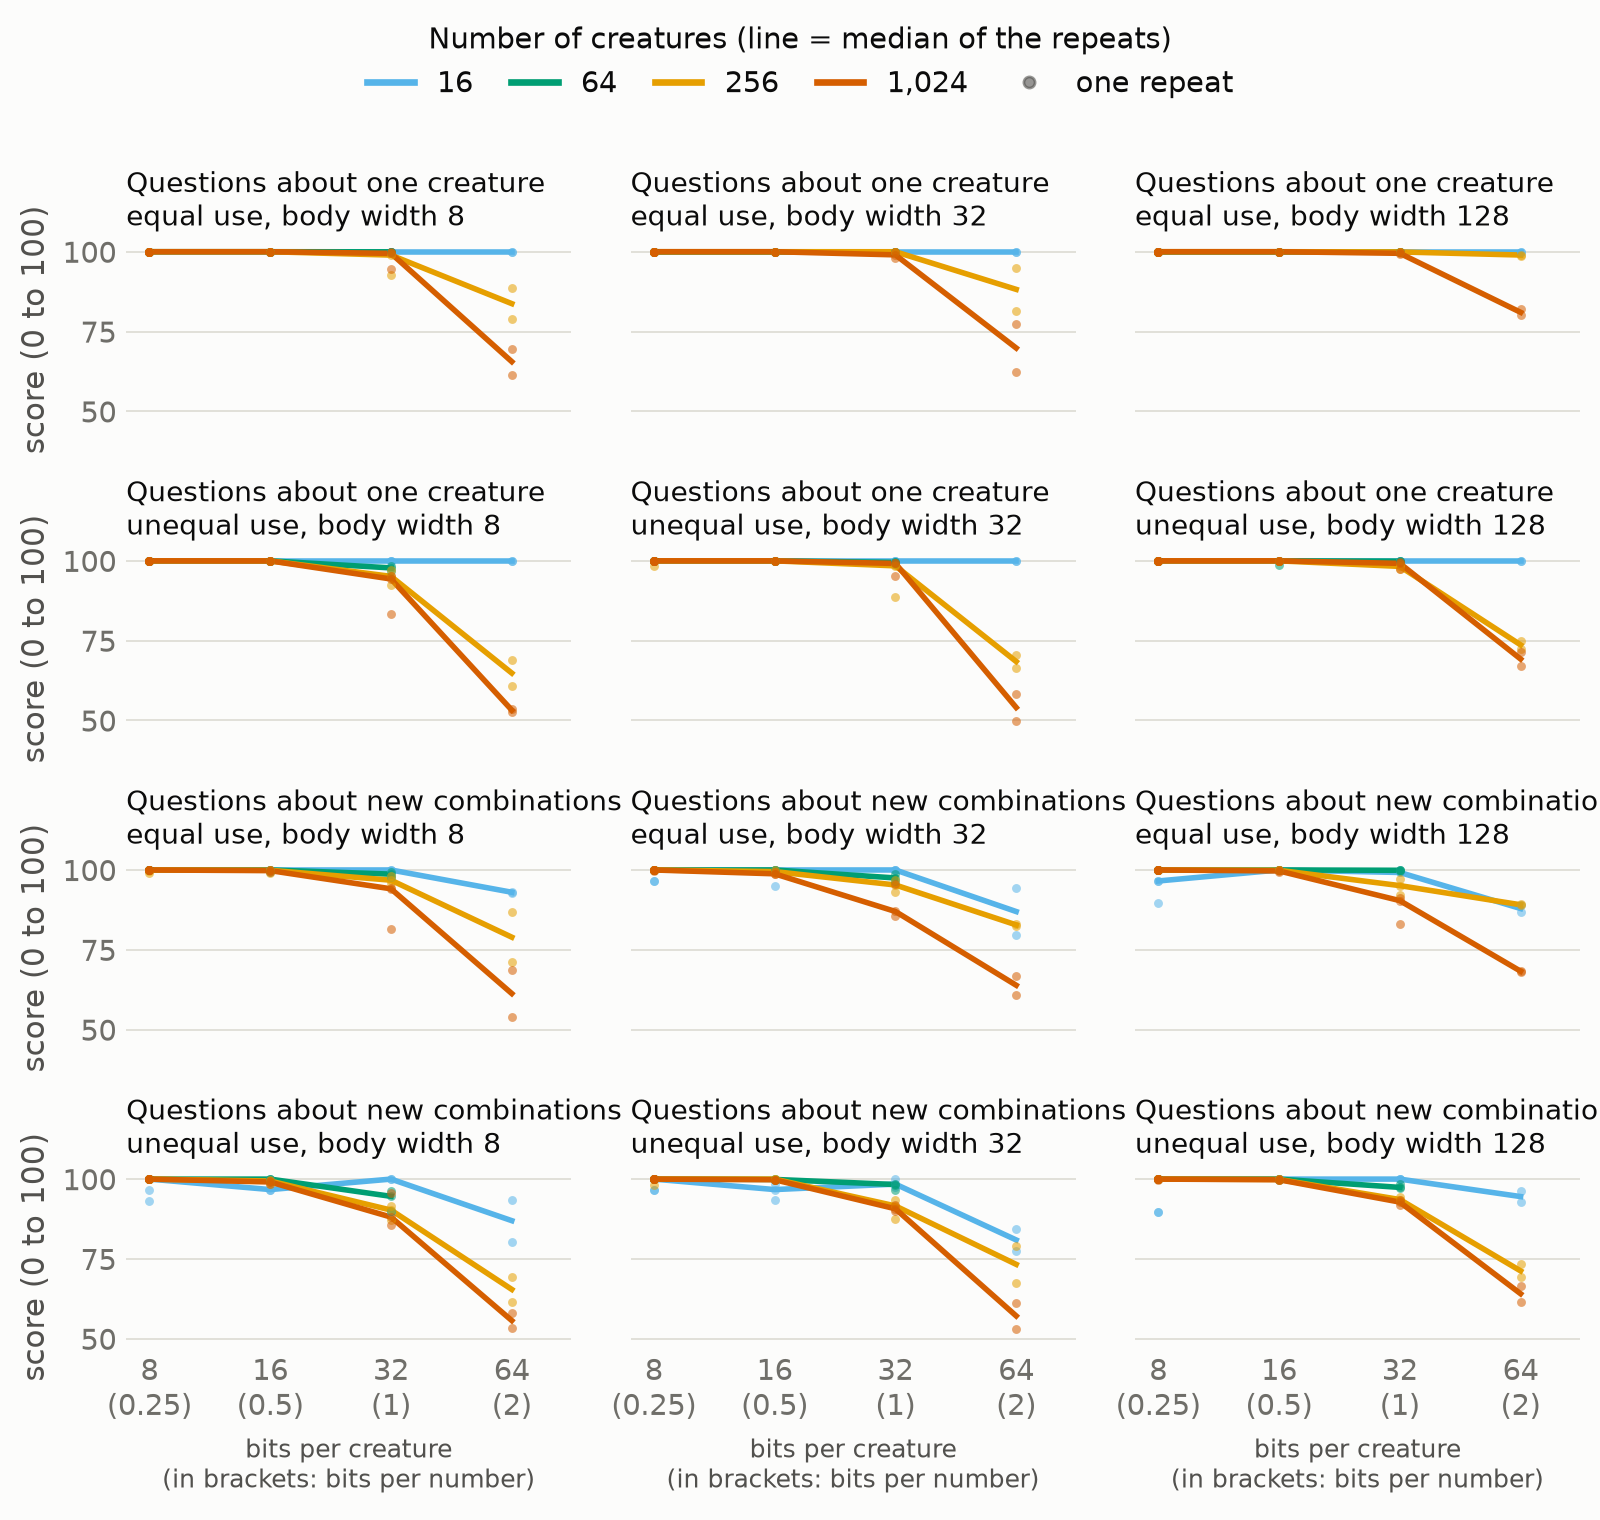 Number of creatures (line = median of the repeats)
16 64 256 1,024 one repeat
Questions about one creature
equal use, body width 8
Questions about one creature
equal use, body width 32
Questions about one creature
equal use, body width 128
score (0 to 100)
100
75
50
Questions about one creature
unequal use, body width 8
Questions about one creature
unequal use, body width 32
Questions about one creature
unequal use, body width 128
score (0 to 100)
100
75
50
Questions about new combinations
equal use, body width 8
Questions about new combinations
equal use, body width 32
Questions about new combinatio
equal use, body width 128
score (0 to 100)
100
75
50
Questions about new combinations
unequal use, body width 8
Questions about new combinations
unequal use, body width 32
Questions about new combinatio
unequal use, body width 128
score (0 to 100)
100
75
50
8 16 32 64
(0.25) (0.5) (1) (2)
bits per creature
(in brackets: bits per number)
8 16 32 64
(0.25) (0.5) (1) (2)
bits per creature
(in brackets: bits per number)
8 16 32 64
(0.25) (0.5) (1) (2)
bits per creature
(in brackets: bits per number)